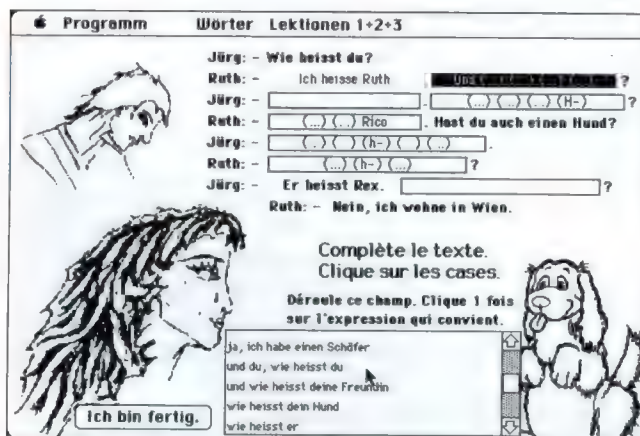 Programm Wörter Lektionen 1+2+3
Jürg: - Wie heisst du?
Ruth: - Ich heisse Ruth ?
Jürg: - . (...) (...) (...) (H-) ?
Ruth: - (...) (...) Rico . Hast du auch einen Hund?
Jürg: - (.) ( ) (h-) ( ) (..) .
Ruth: - (...) (h-) (...) ?
Jürg: - Er heisst Rex. ?
Ruth: - Nein, ich wohne in Wien.
Complète le texte.
Clique sur les cases.
Déroule ce champ. Clique 1 fois
sur l'expression qui convient.
ja, ich habe einen Schäfer
und du, wie heisst du
und wie heisst deine Freundin
wie heisst dein Hund
wie heisst er
Ich bin fertig.